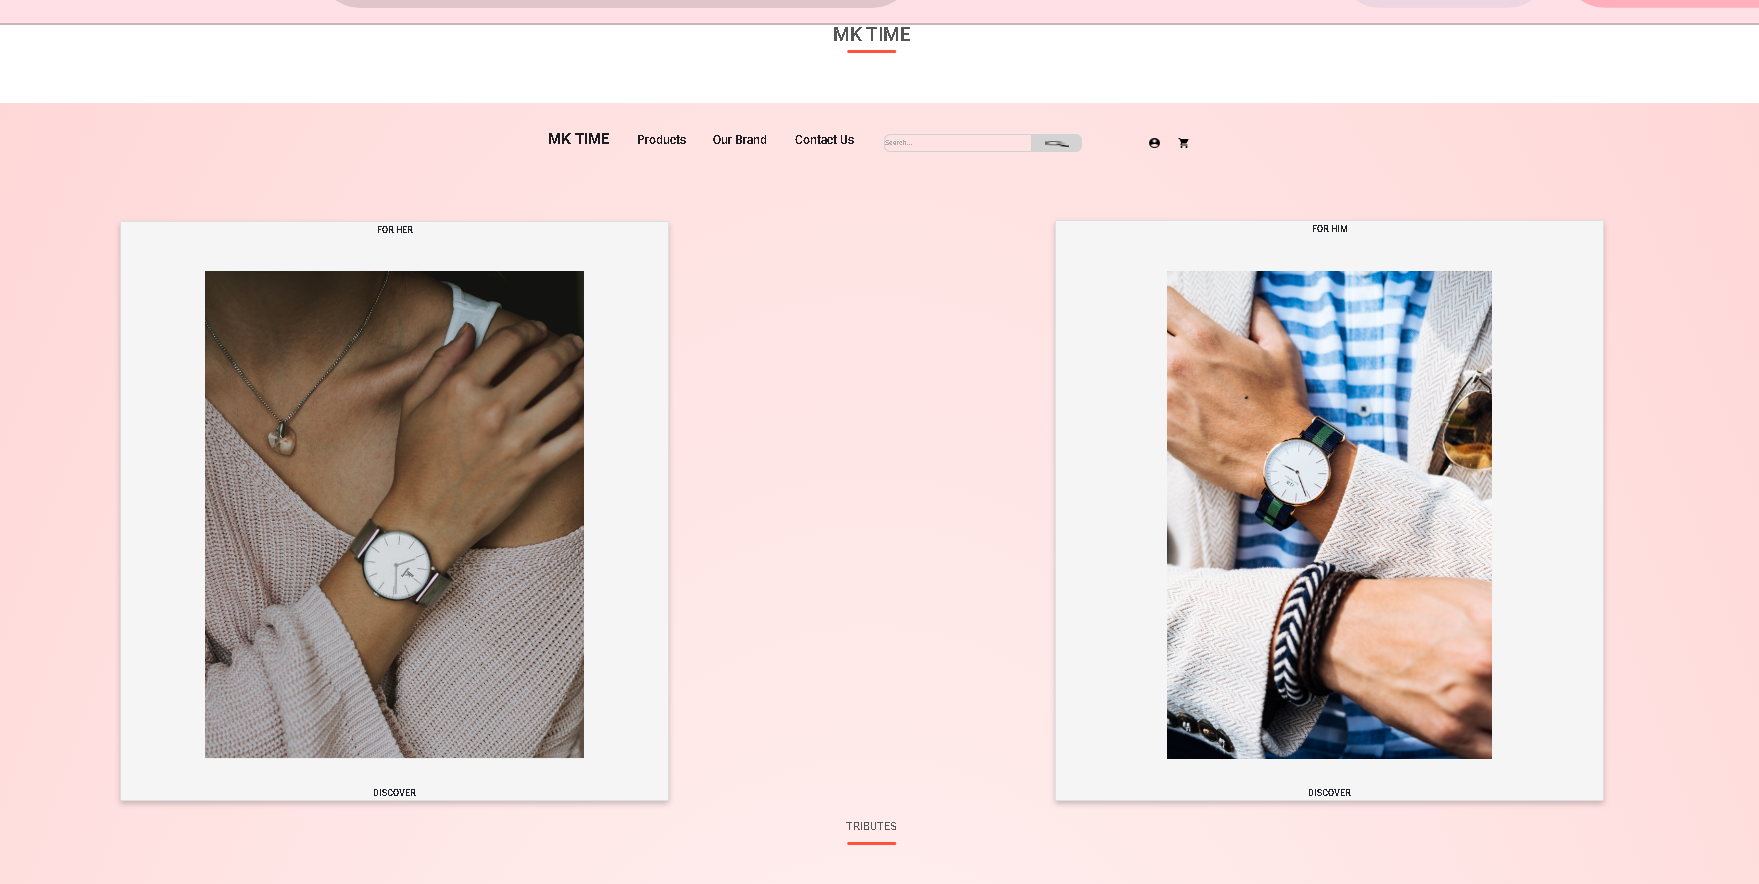 MK TIME
MK TIME Products Our Brand Contact Us Search...
FOR HER
FOR HIM
DISCOVER
DISCOVER
TRIBUTES